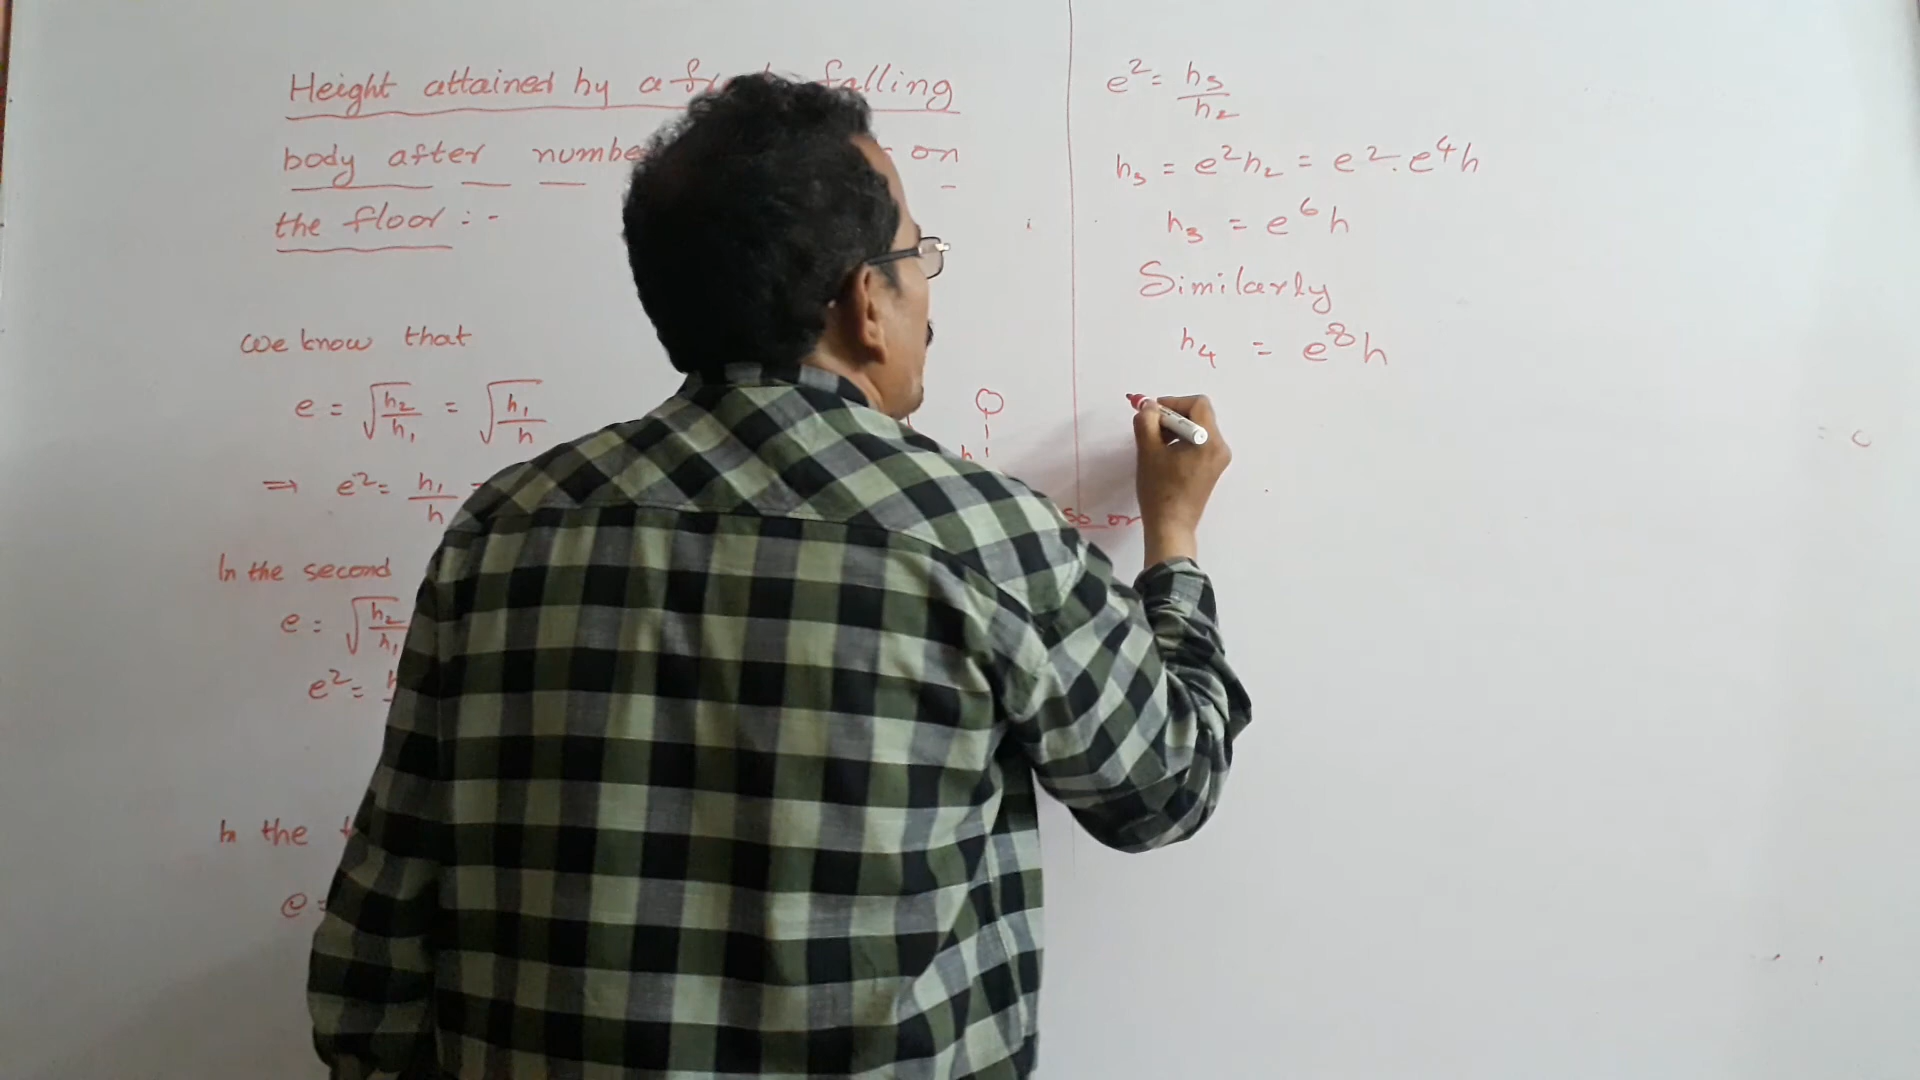 Height attained by a falling
body after on
the floor :-
We know that
e = √(h₂/h₁) = √(h₁/h)
⇒ e² = h₁/h
In the second
e = √(h₂/h₁
e² =
In the
e =
h
so on
e² = h₃/h₂
h₃ = e²h₂ = e².e⁴h
h₃ = e⁶h
Similarly
h₄ = e⁸h